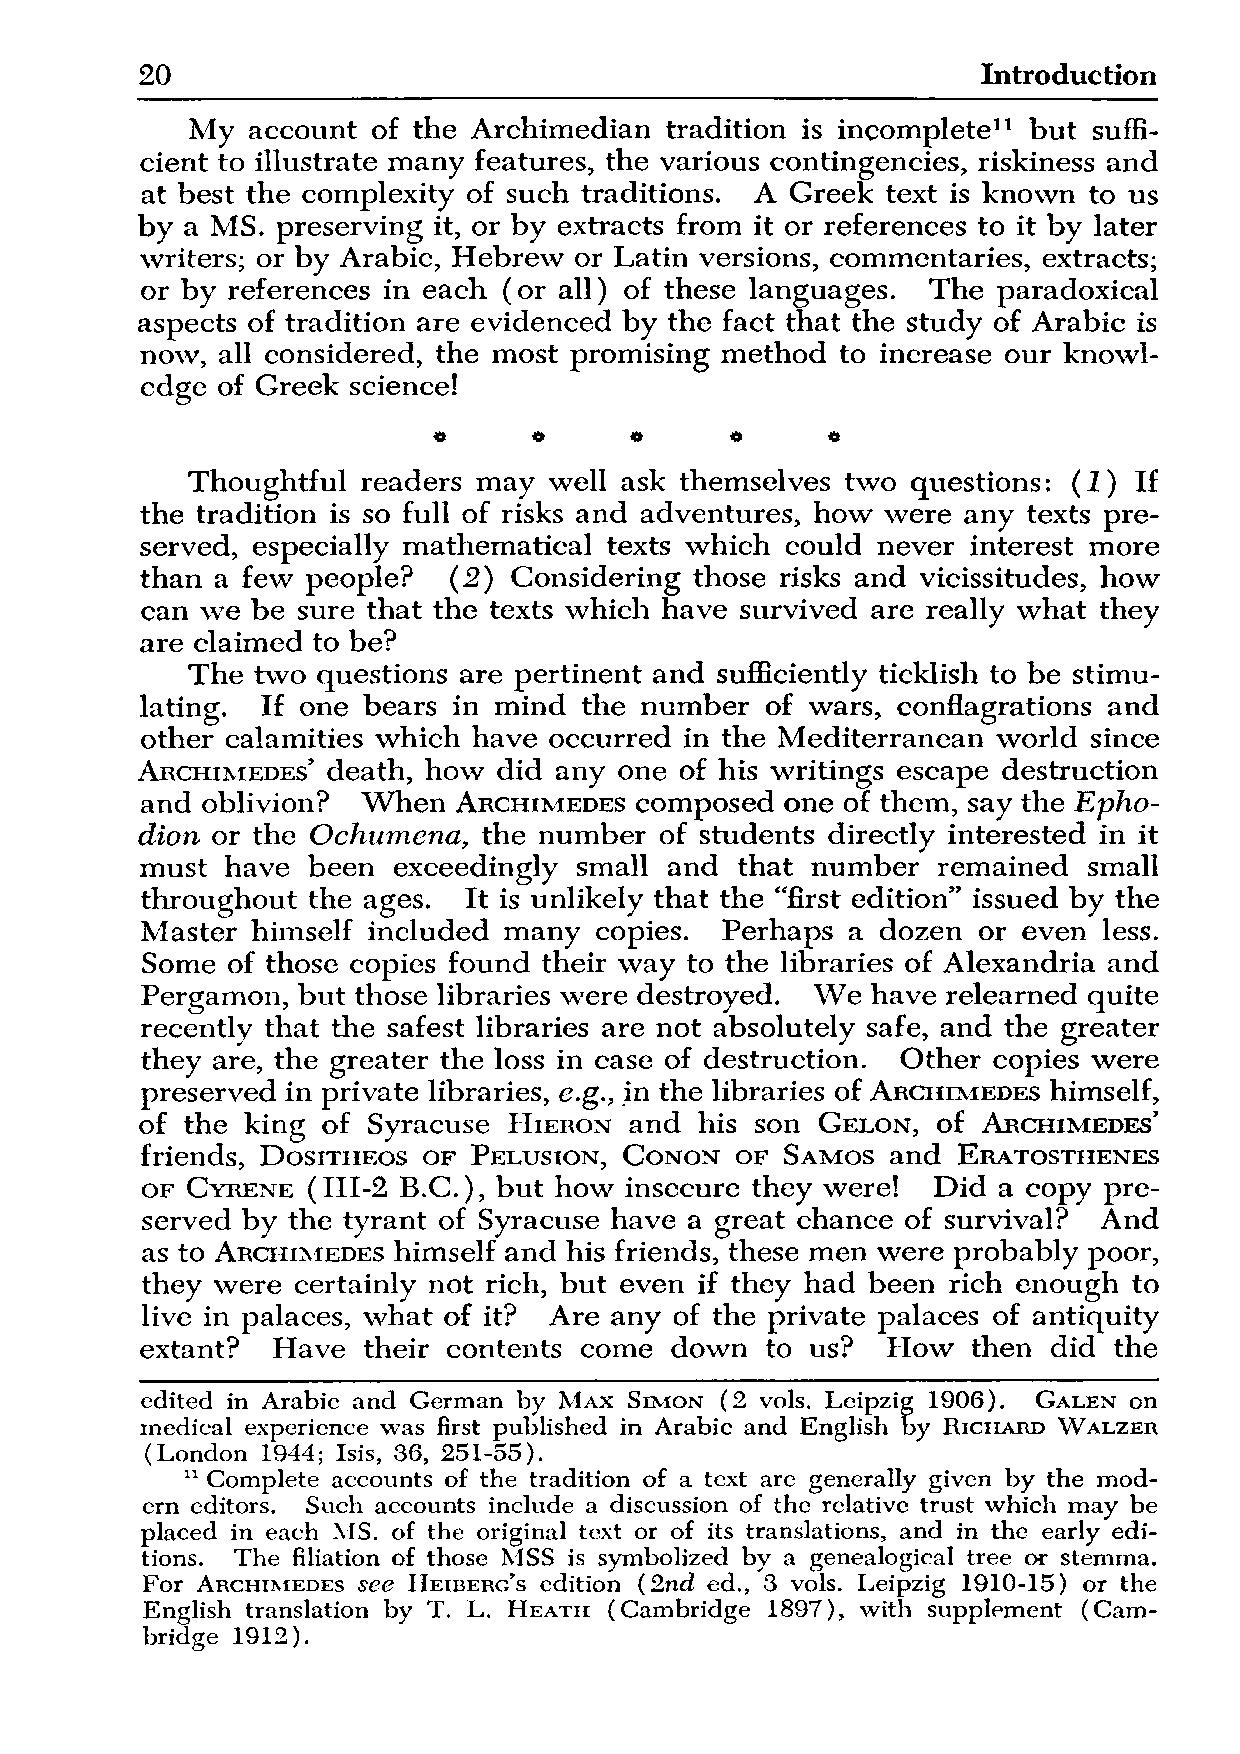 20 Introduction
My account of the Archimedian tradition is incomplete¹¹ but suffi-
cient to illustrate many features, the various contingencies, riskiness and
at best the complexity of such traditions. A Greek text is known to us
by a MS. preserving it, or by extracts from it or references to it by later
writers; or by Arabic, Hebrew or Latin versions, commentaries, extracts;
or by references in each (or all) of these languages. The paradoxical
aspects of tradition are evidenced by the fact that the study of Arabic is
now, all considered, the most promising method to increase our knowl-
edge of Greek science!
* * * * *
Thoughtful readers may well ask themselves two questions: (1) If
the tradition is so full of risks and adventures, how were any texts pre-
served, especially mathematical texts which could never interest more
than a few people? (2) Considering those risks and vicissitudes, how
can we be sure that the texts which have survived are really what they
are claimed to be?
The two questions are pertinent and sufficiently ticklish to be stimu-
lating. If one bears in mind the number of wars, conflagrations and
other calamities which have occurred in the Mediterranean world since
ARCHIMEDES' death, how did any one of his writings escape destruction
and oblivion? When ARCHIMEDES composed one of them, say the Epho-
dion or the Ochumena, the number of students directly interested in it
must have been exceedingly small and that number remained small
throughout the ages. It is unlikely that the "first edition" issued by the
Master himself included many copies. Perhaps a dozen or even less.
Some of those copies found their way to the libraries of Alexandria and
Pergamon, but those libraries were destroyed. We have relearned quite
recently that the safest libraries are not absolutely safe, and the greater
they are, the greater the loss in case of destruction. Other copies were
preserved in private libraries, e.g., in the libraries of ARCHIMEDES himself,
of the king of Syracuse HIERON and his son GELON, of ARCHIMEDES'
friends, DOSITHEOS OF PELUSION, CONON OF SAMOS and ERATOSTHENES
OF CYRENE (III-2 B.C.), but how insecure they were! Did a copy pre-
served by the tyrant of Syracuse have a great chance of survival? And
as to ARCHIMEDES himself and his friends, these men were probably poor,
they were certainly not rich, but even if they had been rich enough to
live in palaces, what of it? Are any of the private palaces of antiquity
extant? Have their contents come down to us? How then did the
edited in Arabic and German by MAX SIMON (2 vols. Leipzig 1906). GALEN on
medical experience was first published in Arabic and English by RICHARD WALZER
(London 1944; Isis, 36, 251-55).
¹¹ Complete accounts of the tradition of a text are generally given by the mod-
ern editors. Such accounts include a discussion of the relative trust which may be
placed in each MS. of the original text or of its translations, and in the early edi-
tions. The filiation of those MSS is symbolized by a genealogical tree or stemma.
For ARCHIMEDES see HEIBERG's edition (2nd ed., 3 vols. Leipzig 1910-15) or the
English translation by T. L. HEATH (Cambridge 1897), with supplement (Cam-
bridge 1912).